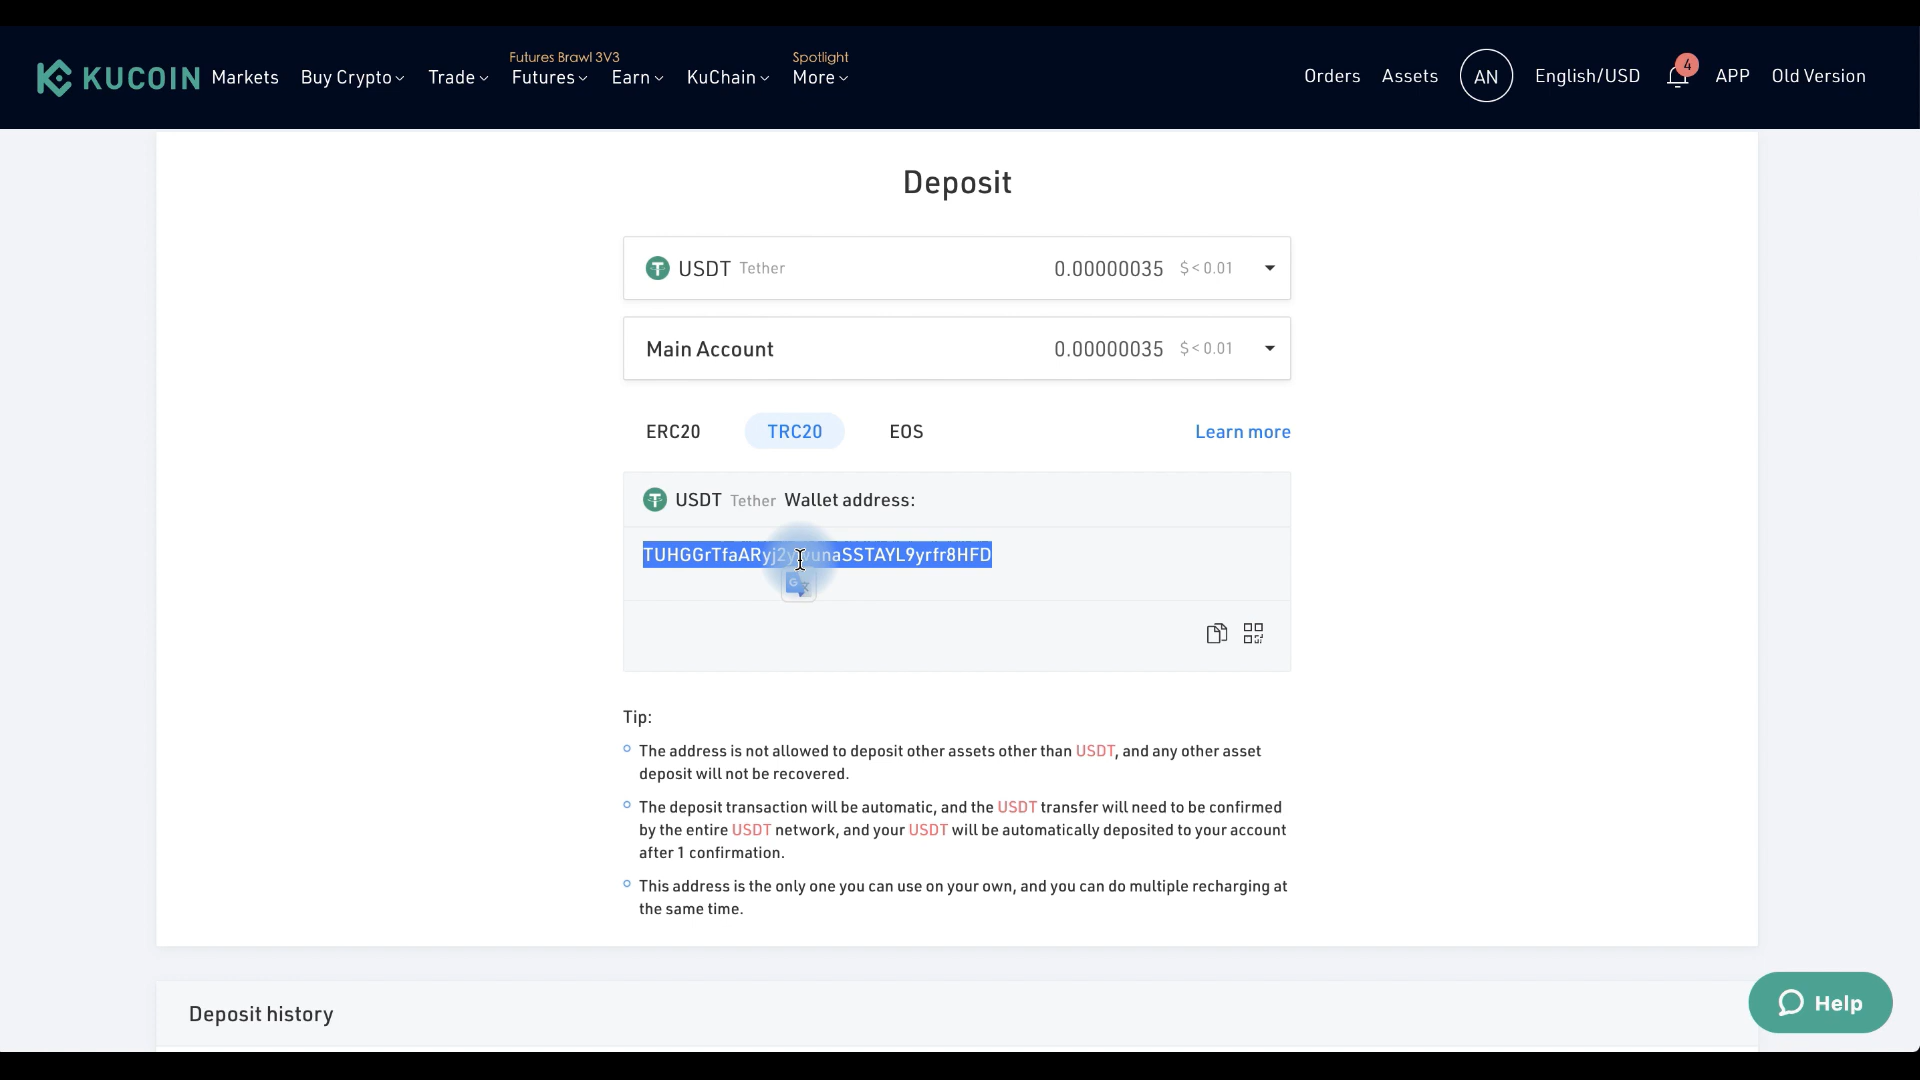 Futures Brawl 3V3 Spotlight
KUCOIN Markets Buy Crypto Trade Futures Earn KuChain More Orders Assets AN English/USD 4 APP Old Version
Deposit
USDT Tether 0.00000035 $ < 0.01
Main Account 0.00000035 $ < 0.01
ERC20 TRC20 EOS Learn more
USDT Tether Wallet address:
Tip:
The address is not allowed to deposit other assets other than USDT, and any other asset
deposit will not be recovered.
The deposit transaction will be automatic, and the USDT transfer will need to be confirmed
by the entire USDT network, and your USDT will be automatically deposited to your account
after 1 confirmation.
This address is the only one you can use on your own, and you can do multiple recharging at
the same time.
Deposit history
Help